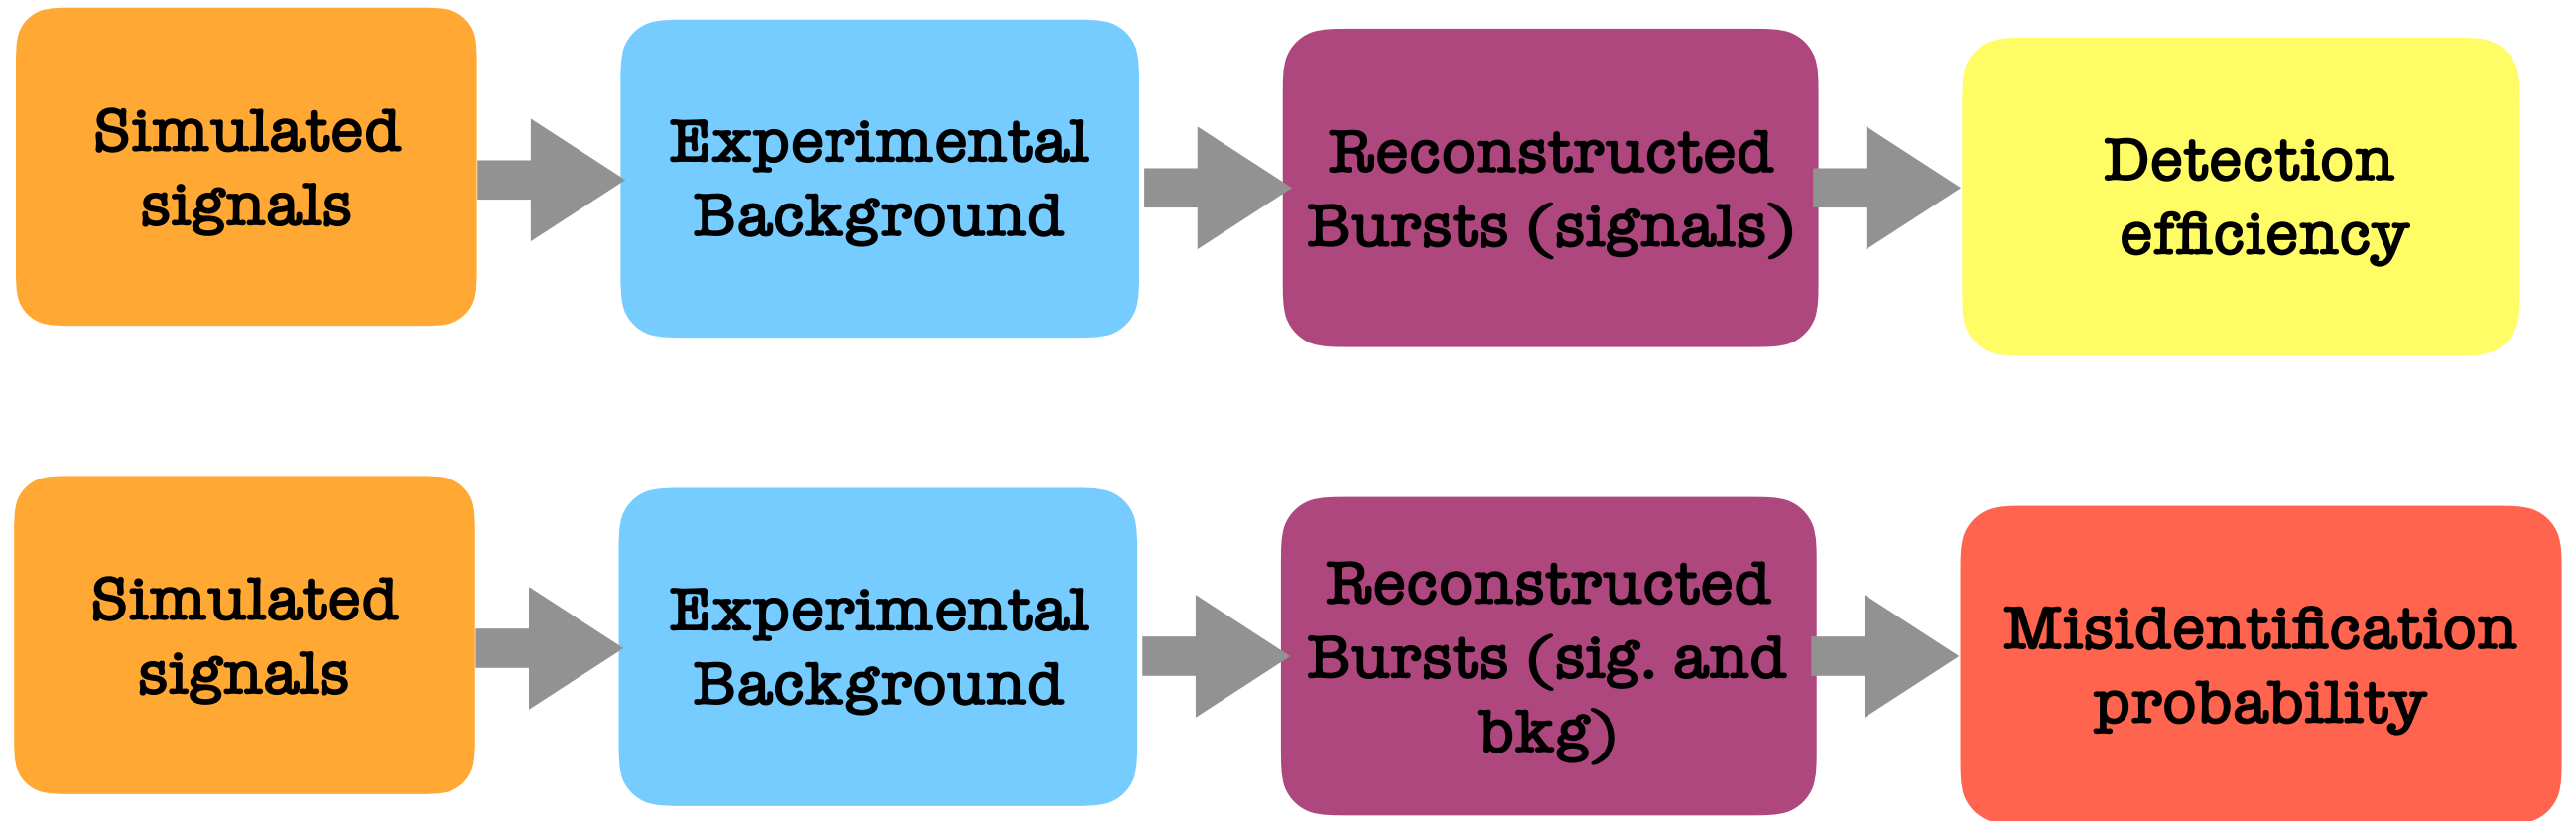 Simulated
signals
Experimental
Background
Reconstructed
Bursts (signals)
Detection
efficiency
Simulated
signals
Experimental
Background
Reconstructed
Bursts (sig. and
bkg)
Misidentification
probability